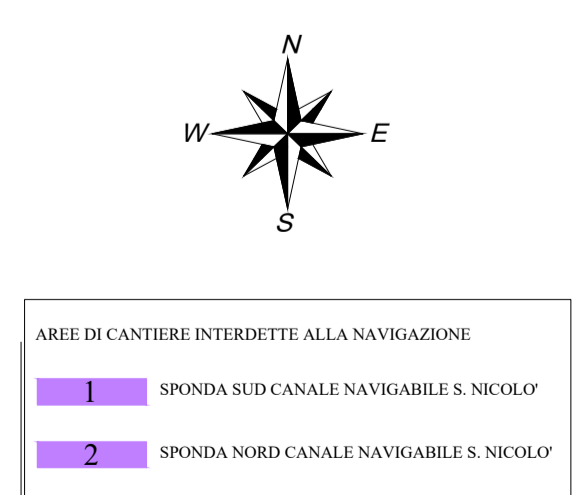 N
W E
S
AREE DI CANTIERE INTERDETTE ALLA NAVIGAZIONE
1 SPONDA SUD CANALE NAVIGABILE S. NICOLO'
2 SPONDA NORD CANALE NAVIGABILE S. NICOLO'